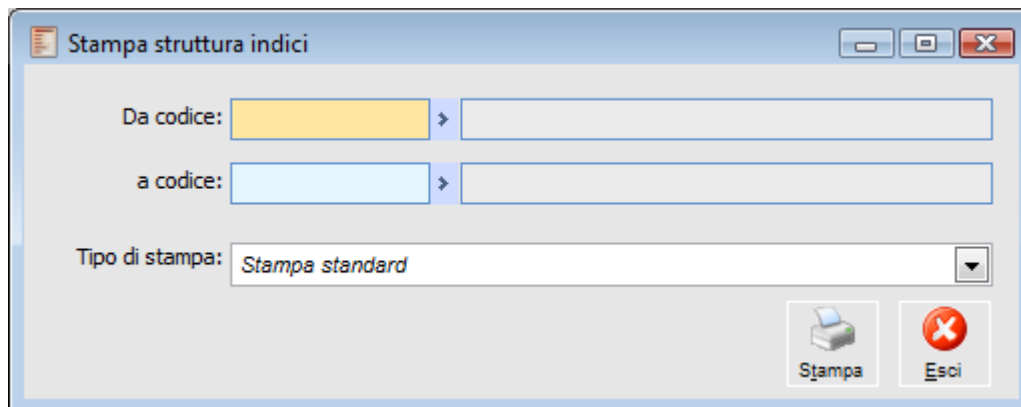 Stampa struttura indici
Da codice:
a codice:
Tipo di stampa: Stampa standard
Stampa Esci